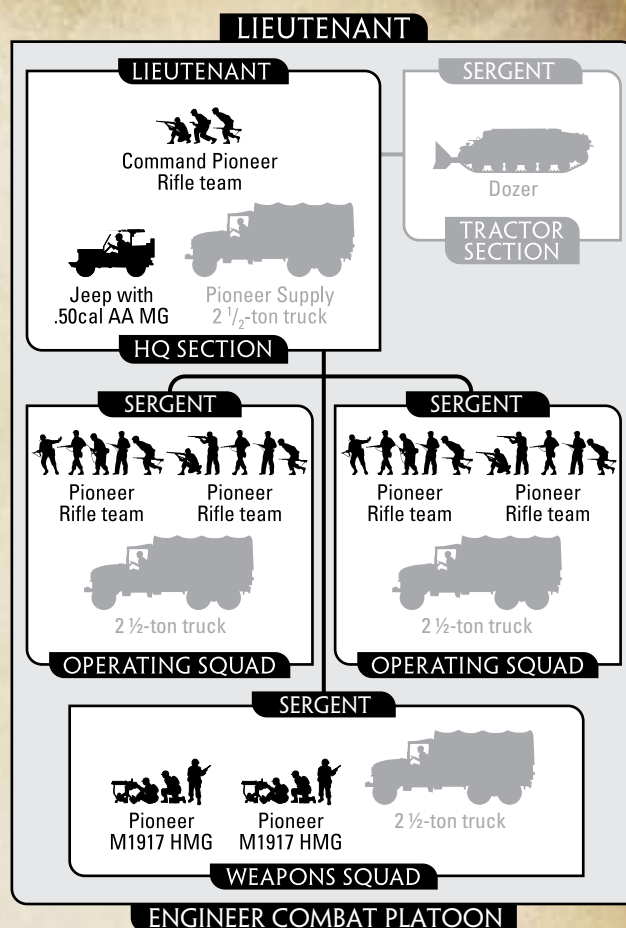 LIEUTENANT
LIEUTENANT
Command Pioneer
Rifle team
Jeep with
.50cal AA MG
Pioneer Supply
2 1/2-ton truck
HQ SECTION
SERGENT
Dozer
TRACTOR
SECTION
SERGENT
Pioneer
Rifle team
Pioneer
Rifle team
2 ½-ton truck
OPERATING SQUAD
SERGENT
Pioneer
Rifle team
Pioneer
Rifle team
2 ½-ton truck
OPERATING SQUAD
SERGENT
Pioneer
M1917 HMG
Pioneer
M1917 HMG
2 ½-ton truck
WEAPONS SQUAD
ENGINEER COMBAT PLATOON